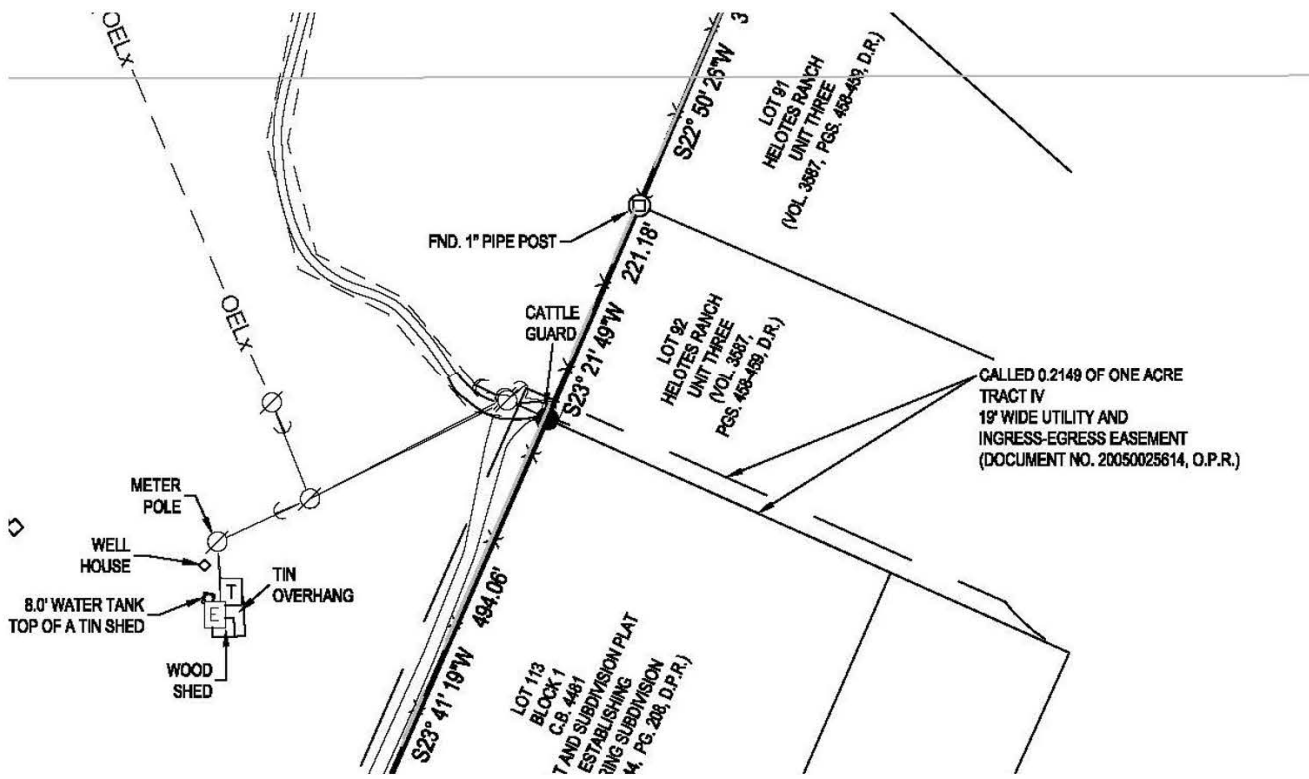 OELx
OELx
S22° 50' 26"W
3
LOT 91
HELOTES RANCH
UNIT THREE
(VOL. 3587, PGS. 458-459, D.R.)
FND. 1" PIPE POST
221.18'
S23° 21' 49"W
CATTLE
GUARD
LOT 92
HELOTES RANCH
UNIT THREE
(VOL. 3587,
PGS. 458-459, D.R.)
CALLED 0.2149 OF ONE ACRE
TRACT IV
19' WIDE UTILITY AND
INGRESS-EGRESS EASEMENT
(DOCUMENT NO. 20050025614, O.P.R.)
METER
POLE
WELL
HOUSE
TIN
OVERHANG
8.0' WATER TANK
TOP OF A TIN SHED
T
E
WOOD
SHED
494.06'
S23° 41' 19"W
LOT 113
BLOCK 1
C.B. 4461
T AND SUBDIVISION PLAT
ESTABLISHING
RING SUBDIVISION
44, PG. 208, D.P.R.)